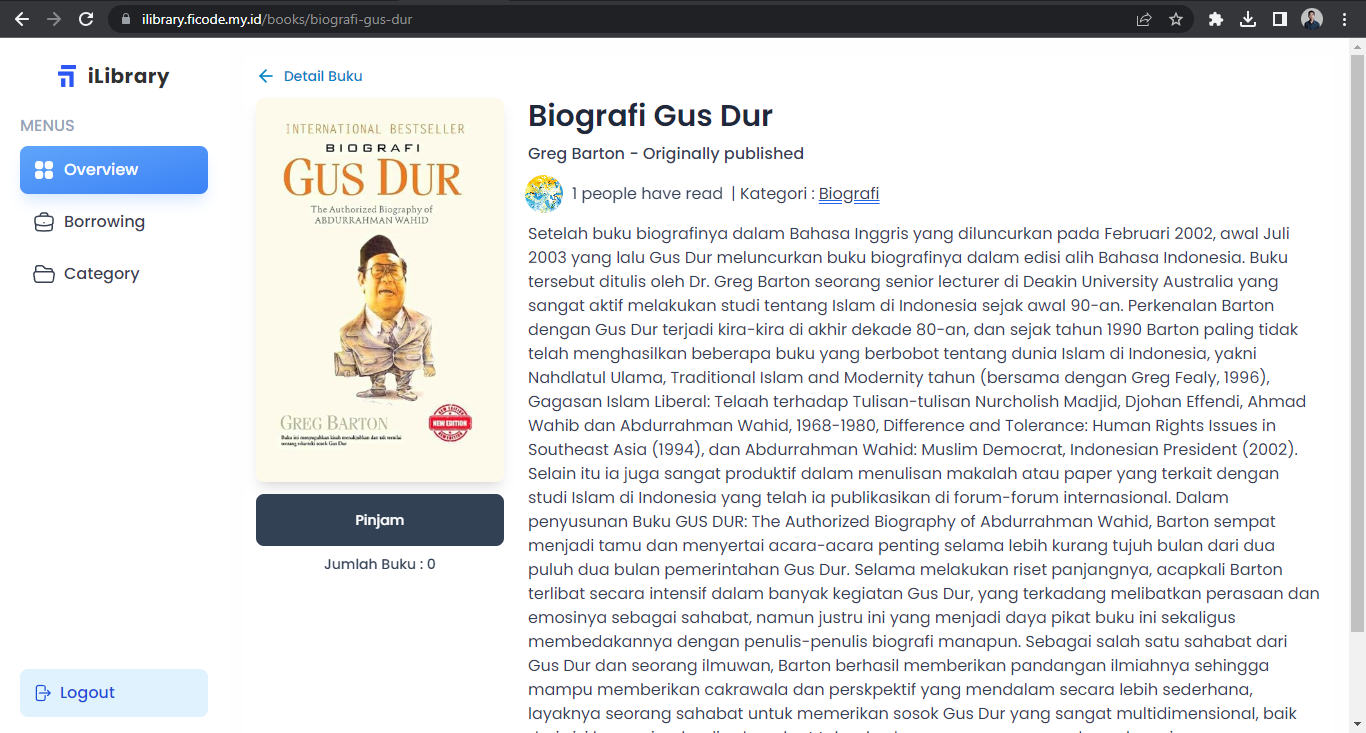 ilibrary.ficode.my.id/books/biografi-gus-dur
iLibrary
MENUS
Overview
Borrowing
Category
Logout
Detail Buku
INTERNATIONAL BESTSELLER
BIOGRAFI
GUS DUR
The Authorized Biography of
ABDURRAHMAN WAHID
GREG BARTON
NEW EDITION
Pinjam
Jumlah Buku : 0
Biografi Gus Dur
Greg Barton - Originally published
1 people have read | Kategori : Biografi
Setelah buku biografinya dalam Bahasa Inggris yang diluncurkan pada Februari 2002, awal Juli
2003 yang lalu Gus Dur meluncurkan buku biografinya dalam edisi alih Bahasa Indonesia. Buku
tersebut ditulis oleh Dr. Greg Barton seorang senior lecturer di Deakin University Australia yang
sangat aktif melakukan studi tentang Islam di Indonesia sejak awal 90-an. Perkenalan Barton
dengan Gus Dur terjadi kira-kira di akhir dekade 80-an, dan sejak tahun 1990 Barton paling tidak
telah menghasilkan beberapa buku yang berbobot tentang dunia Islam di Indonesia, yakni
Nahdlatul Ulama, Traditional Islam and Modernity tahun (bersama dengan Greg Fealy, 1996),
Gagasan Islam Liberal: Telaah terhadap Tulisan-tulisan Nurcholish Madjid, Djohan Effendi, Ahmad
Wahib dan Abdurrahman Wahid, 1968-1980, Difference and Tolerance: Human Rights Issues in
Southeast Asia (1994), dan Abdurrahman Wahid: Muslim Democrat, Indonesian President (2002).
Selain itu ia juga sangat produktif dalam menulisan makalah atau paper yang terkait dengan
studi Islam di Indonesia yang telah ia publikasikan di forum-forum internasional. Dalam
penyusunan Buku GUS DUR: The Authorized Biography of Abdurrahman Wahid, Barton sempat
menjadi tamu dan menyertai acara-acara penting selama lebih kurang tujuh bulan dari dua
puluh dua bulan pemerintahan Gus Dur. Selama melakukan riset panjangnya, acapkali Barton
terlibat secara intensif dalam banyak kegiatan Gus Dur, yang terkadang melibatkan perasaan dan
emosinya sebagai sahabat, namun justru ini yang menjadi daya pikat buku ini sekaligus
membedakannya dengan penulis-penulis biografi manapun. Sebagai salah satu sahabat dari
Gus Dur dan seorang ilmuwan, Barton berhasil memberikan pandangan ilmiahnya sehingga
mampu memberikan cakrawala dan perskpektif yang mendalam secara lebih sederhana,
layaknya seorang sahabat untuk memerikan sosok Gus Dur yang sangat multidimensional, baik